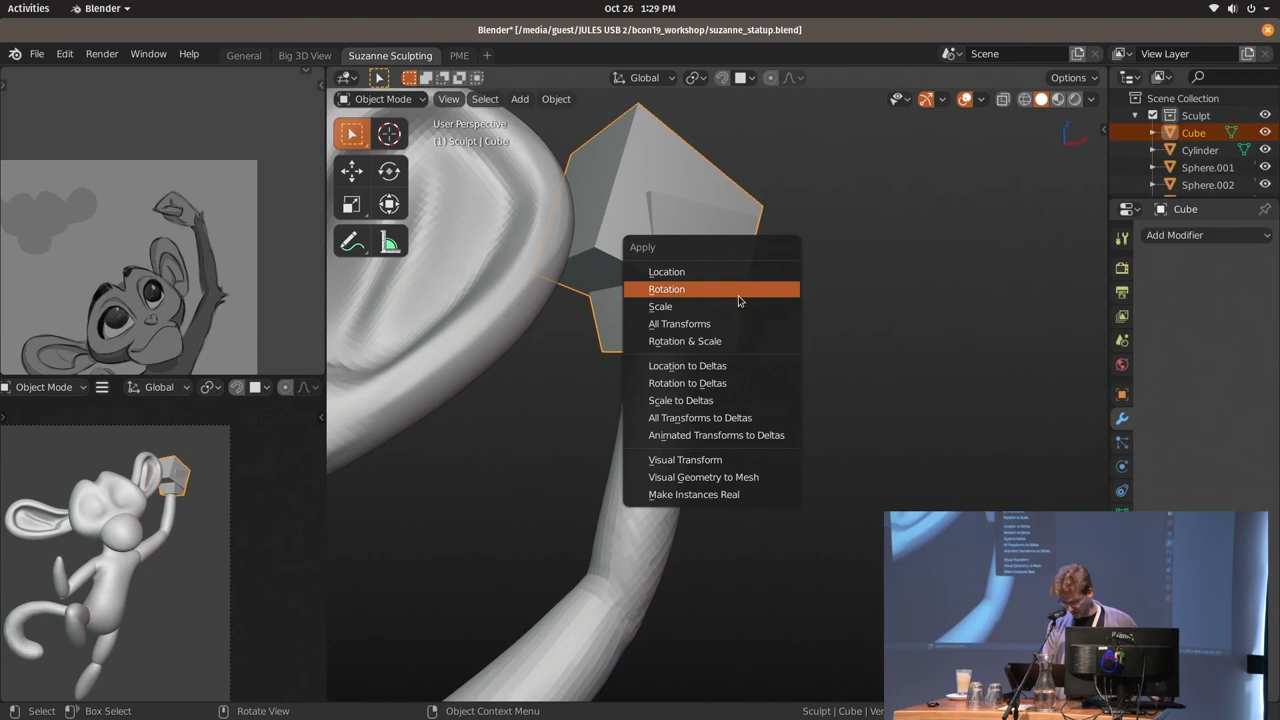 Activities
Blender
Oct 26 1:29 PM
Blender* [/media/guest/JULES USB 2/bcon19_workshop/suzanne_statup.blend]
File Edit Render Window Help
General Big 3D View Suzanne Sculpting PME +
Scene
View Layer
Global
Options
Object Mode View Select Add Object
User Perspective
(1) Sculpt | Cube
Z
Scene Collection
Sculpt
Cube
Cylinder
Sphere.001
Sphere.002
Cube
Add Modifier
Apply
Location
Rotation
Scale
All Transforms
Rotation & Scale
Location to Deltas
Rotation to Deltas
Scale to Deltas
All Transforms to Deltas
Animated Transforms to Deltas
Visual Transform
Visual Geometry to Mesh
Make Instances Real
Object Mode
Global
Select
Box Select
Rotate View
Object Context Menu
Sculpt | Cube | Ver